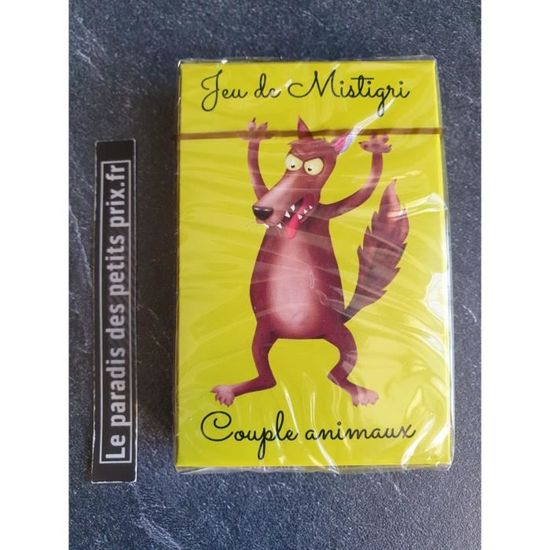 Jeu de Mistigri
Couple animaux
Le paradis des petits prix.fr